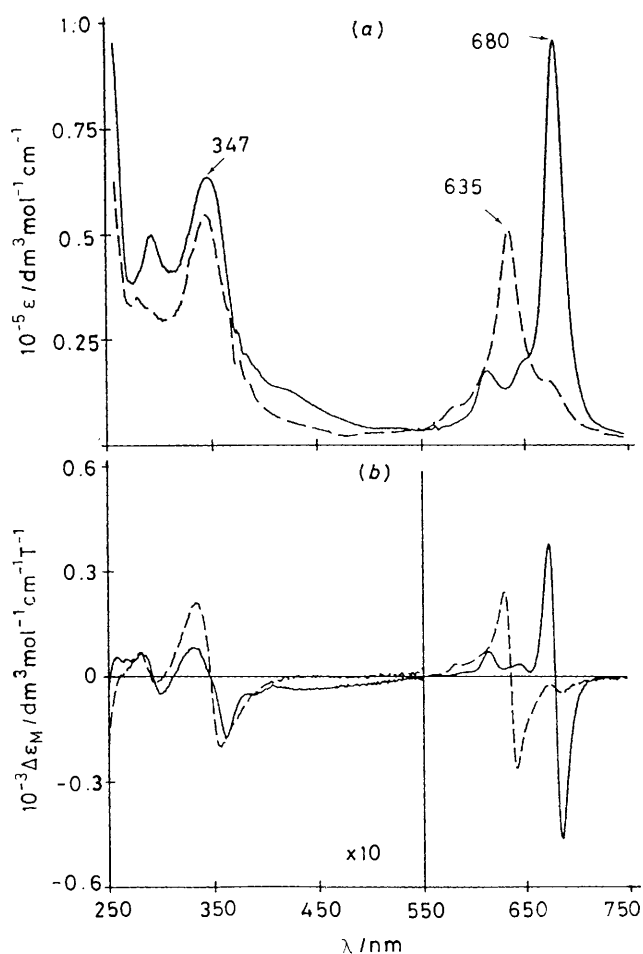 (a)
1.0
0.75
0.5
0.25
10⁻⁵ ε / dm³ mol⁻¹ cm⁻¹
347
635
680
(b)
0.6
0.3
0
-0.3
-0.6
10⁻³ Δε_M / dm³ mol⁻¹ cm⁻¹ T⁻¹
x10
250 350 450 550 650 750
λ / nm